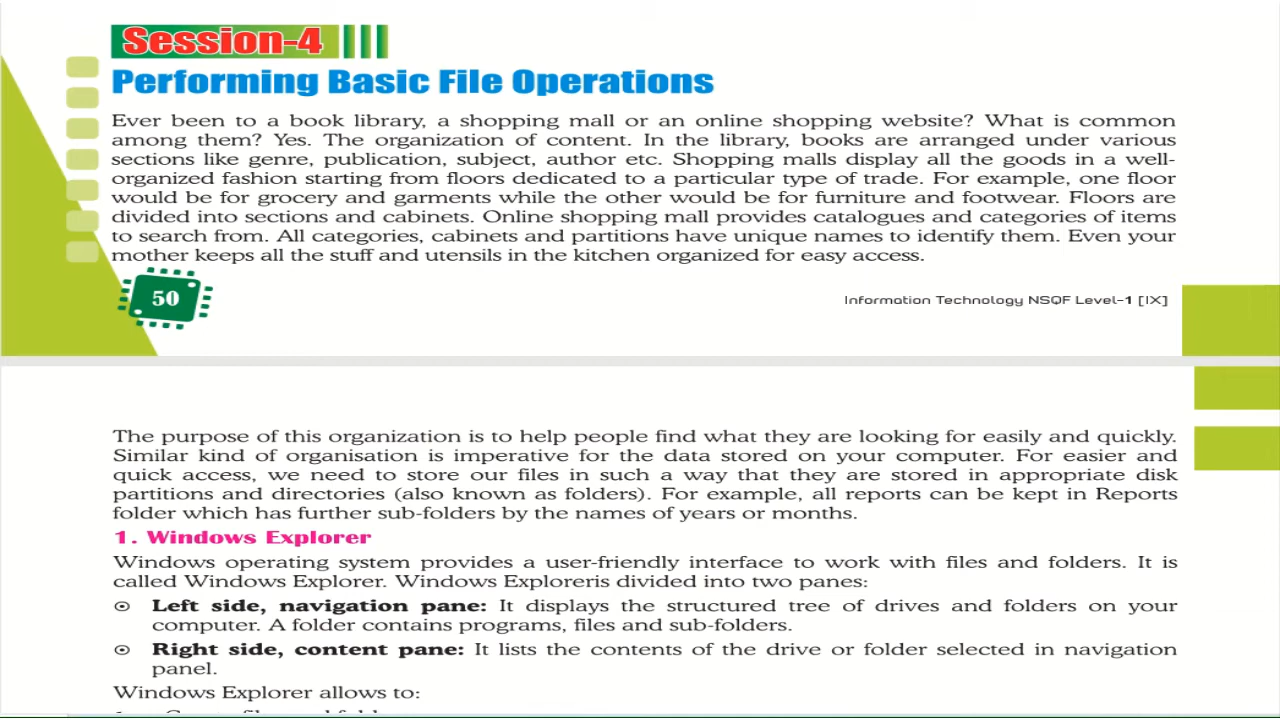 Session-4
Performing Basic File Operations
Ever been to a book library, a shopping mall or an online shopping website? What is common
among them? Yes. The organization of content. In the library, books are arranged under various
sections like genre, publication, subject, author etc. Shopping malls display all the goods in a well-
organized fashion starting from floors dedicated to a particular type of trade. For example, one floor
would be for grocery and garments while the other would be for furniture and footwear. Floors are
divided into sections and cabinets. Online shopping mall provides catalogues and categories of items
to search from. All categories, cabinets and partitions have unique names to identify them. Even your
mother keeps all the stuff and utensils in the kitchen organized for easy access.
50
Information Technology NSQF Level-1 [IX]
The purpose of this organization is to help people find what they are looking for easily and quickly.
Similar kind of organisation is imperative for the data stored on your computer. For easier and
quick access, we need to store our files in such a way that they are stored in appropriate disk
partitions and directories (also known as folders). For example, all reports can be kept in Reports
folder which has further sub-folders by the names of years or months.
1. Windows Explorer
Windows operating system provides a user-friendly interface to work with files and folders. It is
called Windows Explorer. Windows Exploreris divided into two panes:
Left side, navigation pane: It displays the structured tree of drives and folders on your
computer. A folder contains programs, files and sub-folders.
Right side, content pane: It lists the contents of the drive or folder selected in navigation
panel.
Windows Explorer allows to: